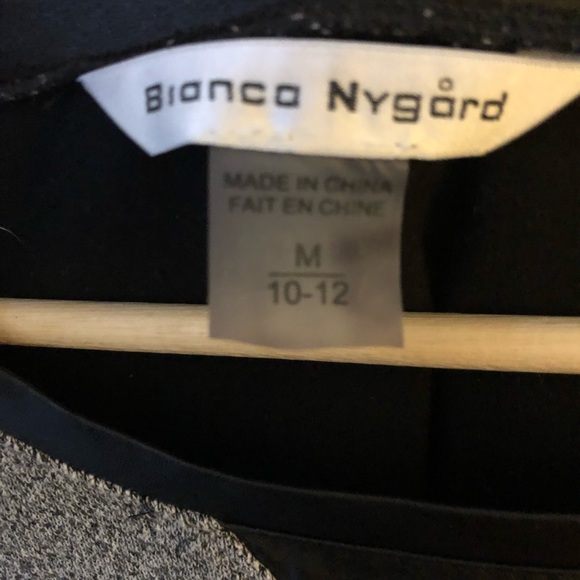 Bianca Nygård
MADE IN CHINA
FAIT EN CHINE
M
10-12